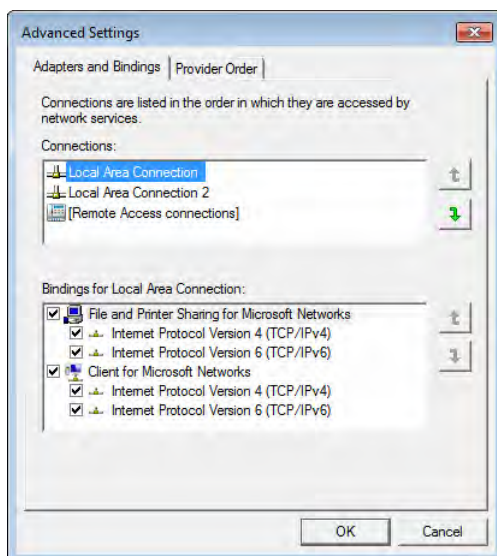 Advanced Settings
Adapters and Bindings
Provider Order
Connections are listed in the order in which they are accessed by
network services.
Connections:
Local Area Connection
Local Area Connection 2
[Remote Access connections]
Bindings for Local Area Connection:
File and Printer Sharing for Microsoft Networks
Internet Protocol Version 4 (TCP/IPv4)
Internet Protocol Version 6 (TCP/IPv6)
Client for Microsoft Networks
Internet Protocol Version 4 (TCP/IPv4)
Internet Protocol Version 6 (TCP/IPv6)
OK
Cancel